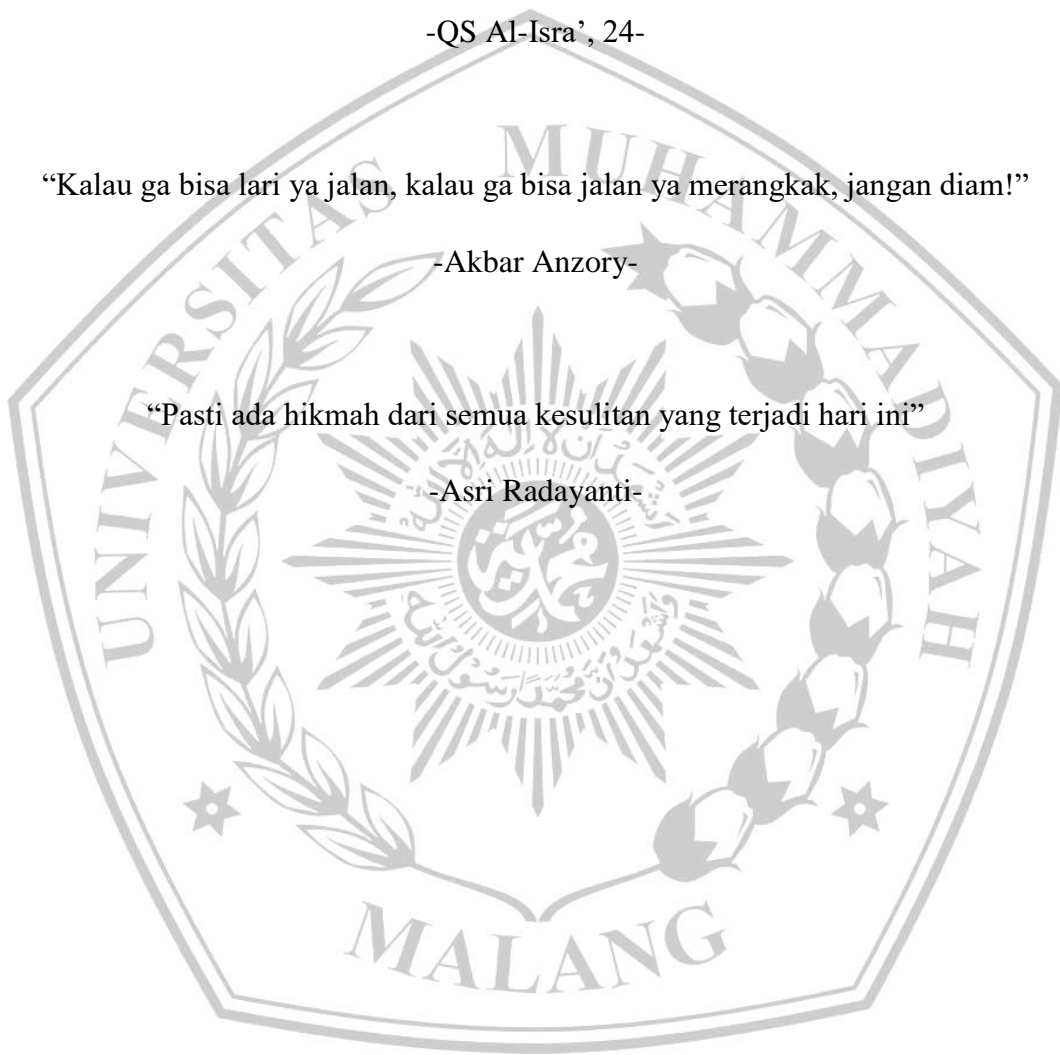 -QS Al-Isra’, 24-
“Kalau ga bisa lari ya jalan, kalau ga bisa jalan ya merangkak, jangan diam!”
-Akbar Anzory-
“Pasti ada hikmah dari semua kesulitan yang terjadi hari ini”
-Asri Radayanti-
UNIVERSITAS MUHAMMADIYAH
MALANG